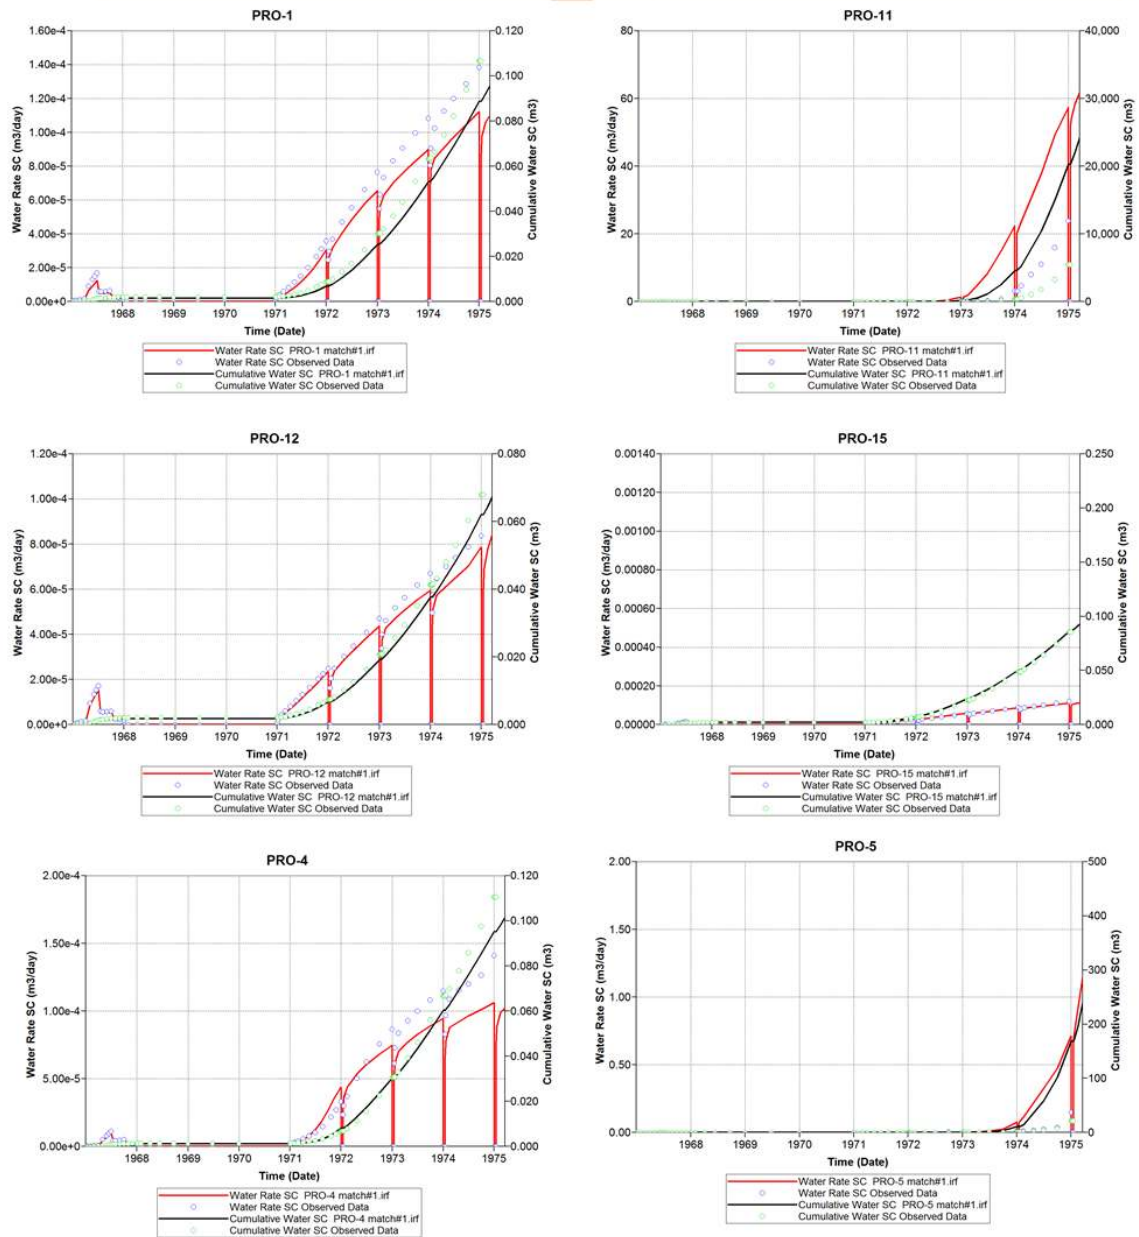 PRO-1
1.60e-4
1.40e-4
1.20e-4
1.00e-4
8.00e-5
6.00e-5
4.00e-5
2.00e-5
0.00e+0
Water Rate SC (m3/day)
0.120
0.100
0.080
0.060
0.040
0.020
0.000
Cumulative Water SC (m3)
1968 1969 1970 1971 1972 1973 1974 1975
Time (Date)
Water Rate SC PRO-1 match#1.irf
Water Rate SC Observed Data
Cumulative Water SC PRO-1 match#1.irf
Cumulative Water SC Observed Data
PRO-11
80
60
40
20
0
Water Rate SC (m3/day)
40,000
30,000
20,000
10,000
0
Cumulative Water SC (m3)
1968 1969 1970 1971 1972 1973 1974 1975
Time (Date)
Water Rate SC PRO-11 match#1.irf
Water Rate SC Observed Data
Cumulative Water SC PRO-11 match#1.irf
Cumulative Water SC Observed Data
PRO-12
1.20e-4
1.00e-4
8.00e-5
6.00e-5
4.00e-5
2.00e-5
0.00e+0
Water Rate SC (m3/day)
0.080
0.060
0.040
0.020
0.000
Cumulative Water SC (m3)
1968 1969 1970 1971 1972 1973 1974 1975
Time (Date)
Water Rate SC PRO-12 match#1.irf
Water Rate SC Observed Data
Cumulative Water SC PRO-12 match#1.irf
Cumulative Water SC Observed Data
PRO-15
0.00140
0.00120
0.00100
0.00080
0.00060
0.00040
0.00020
0.00000
Water Rate SC (m3/day)
0.250
0.200
0.150
0.100
0.050
0.000
Cumulative Water SC (m3)
1968 1969 1970 1971 1972 1973 1974 1975
Time (Date)
Water Rate SC PRO-15 match#1.irf
Water Rate SC Observed Data
Cumulative Water SC PRO-15 match#1.irf
Cumulative Water SC Observed Data
PRO-4
2.00e-4
1.50e-4
1.00e-4
5.00e-5
0.00e+0
Water Rate SC (m3/day)
0.120
0.100
0.080
0.060
0.040
0.020
0.000
Cumulative Water SC (m3)
1968 1969 1970 1971 1972 1973 1974 1975
Time (Date)
Water Rate SC PRO-4 match#1.irf
Water Rate SC Observed Data
Cumulative Water SC PRO-4 match#1.irf
Cumulative Water SC Observed Data
PRO-5
2.00
1.50
1.00
0.50
0.00
Water Rate SC (m3/day)
500
400
300
200
100
0
Cumulative Water SC (m3)
1968 1969 1970 1971 1972 1973 1974 1975
Time (Date)
Water Rate SC PRO-5 match#1.irf
Water Rate SC Observed Data
Cumulative Water SC PRO-5 match#1.irf
Cumulative Water SC Observed Data